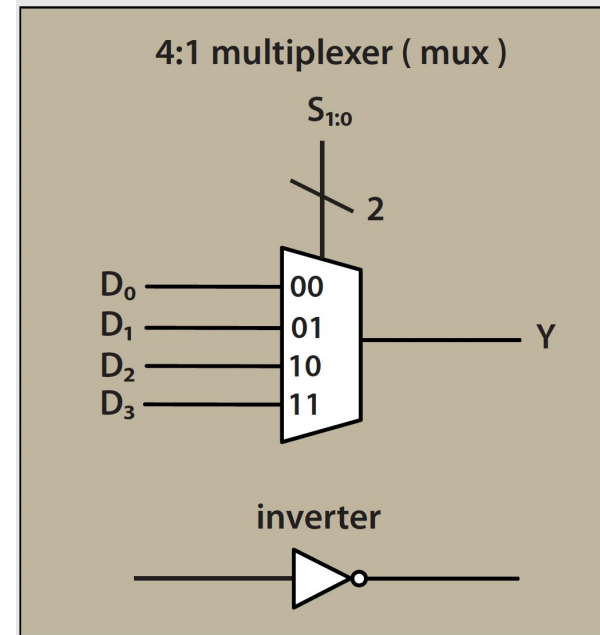 4:1 multiplexer ( mux )
S₁:₀
2
D₀ 00
D₁ 01
Y
D₂ 10
D₃ 11
inverter